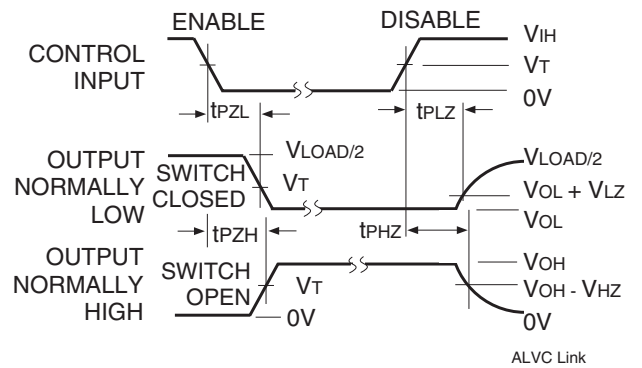 ENABLE
DISABLE
CONTROL
INPUT
VIH
VT
0V
tPZL
tPLZ
OUTPUT
NORMALLY
LOW
SWITCH
CLOSED
VLOAD/2
VT
VLOAD/2
VOL + VLZ
VOL
tPZH
tPHZ
OUTPUT
NORMALLY
HIGH
SWITCH
OPEN
VT
0V
VOH
VOH - VHZ
0V
ALVC Link